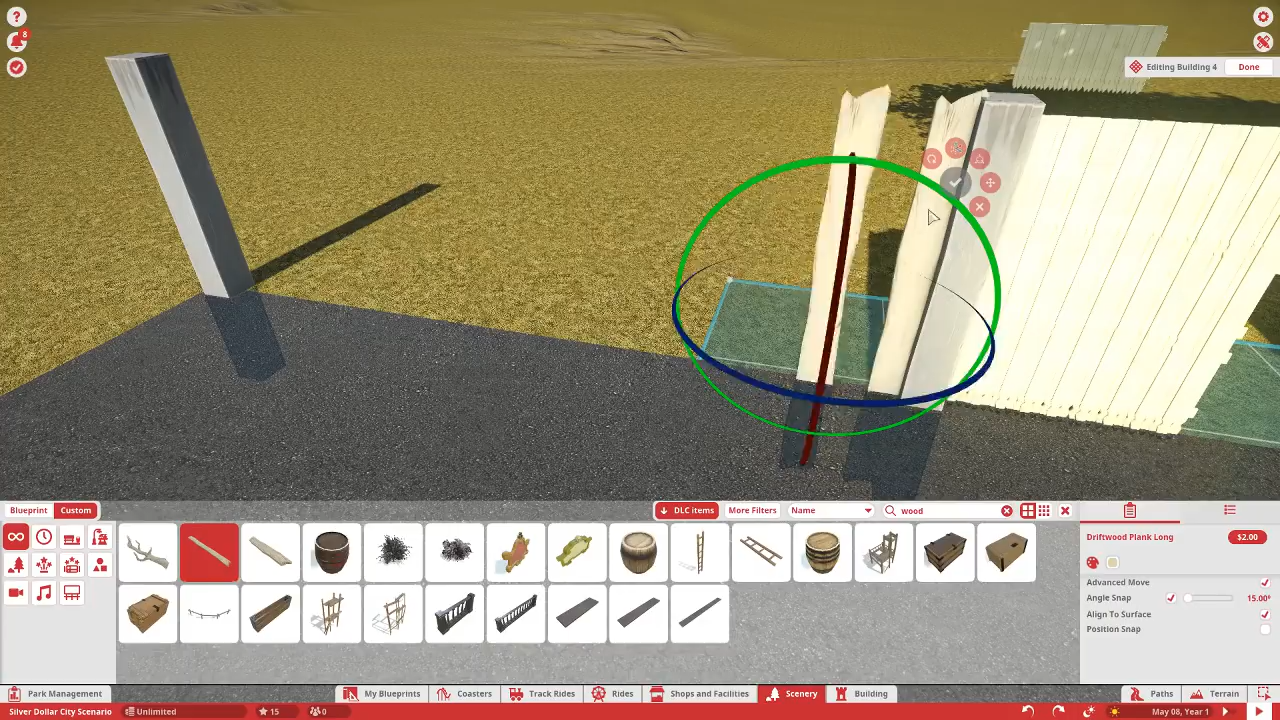 ?
8
Editing Building 4 Done
Blueprint Custom
DLC items More Filters Name wood
Driftwood Plank Long $2.00
Advanced Move
Angle Snap 15.00°
Align To Surface
Position Snap
Park Management My Blueprints Coasters Track Rides Rides Shops and Facilities Scenery Building Paths Terrain
Silver Dollar City Scenario Unlimited 15 0 May 08, Year 1